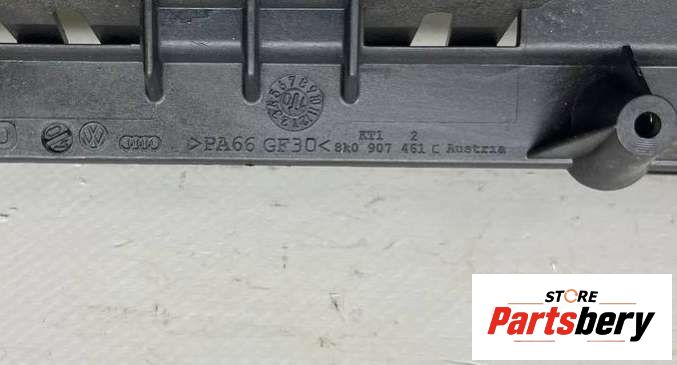 >PA66 GF30<
KT1 2
8k0 907 461 C Austria
STORE
Partsbery